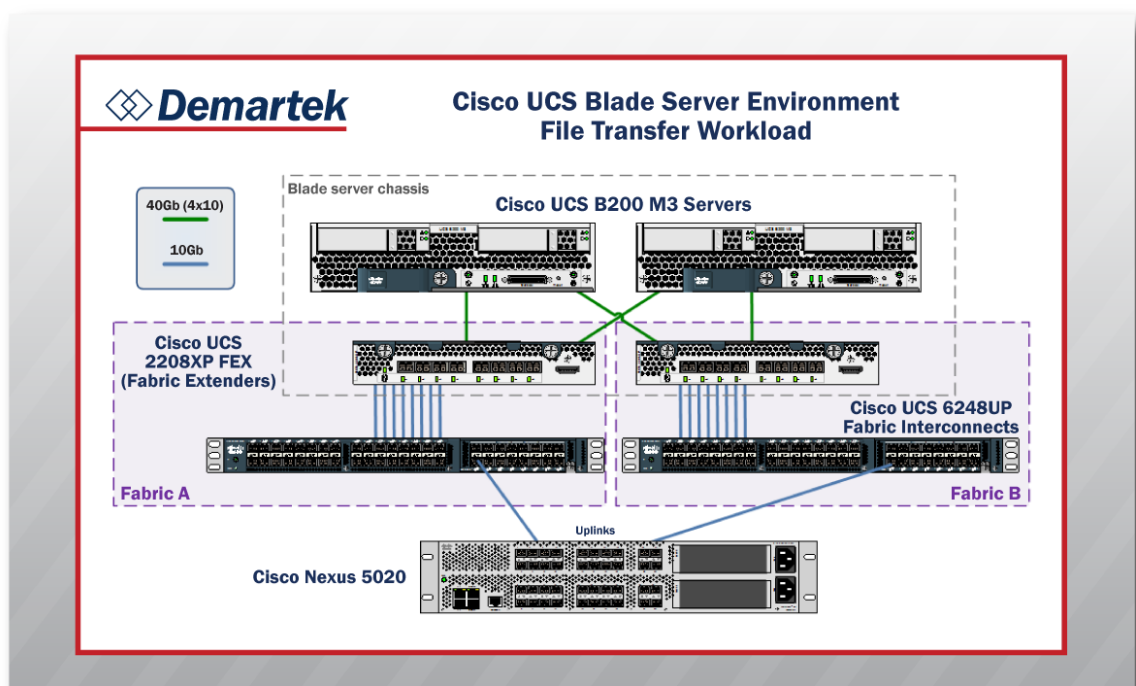 Demartek
Cisco UCS Blade Server Environment
File Transfer Workload
40Gb (4x10)
10Gb
Blade server chassis
Cisco UCS B200 M3 Servers
Cisco UCS
2208XP FEX
(Fabric Extenders)
Cisco UCS 6248UP
Fabric Interconnects
Fabric A
Fabric B
Uplinks
Cisco Nexus 5020